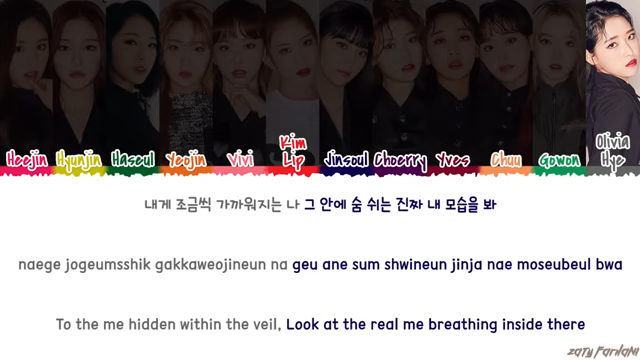 Heejin Hyunjin Haseul Yeojin Vivi Kim Lip Jinsoul Choerry Yves Chuu Gowon Olivia Hye
내게 조금씩 가까워지는 나 그 안에 숨 쉬는 진짜 내 모습을 봐
naege jogeumsshik gakkaweojineun na geu ane sum shwineun jinja nae moseubeul bwa
To the me hidden within the veil, Look at the real me breathing inside there
zaty farhani